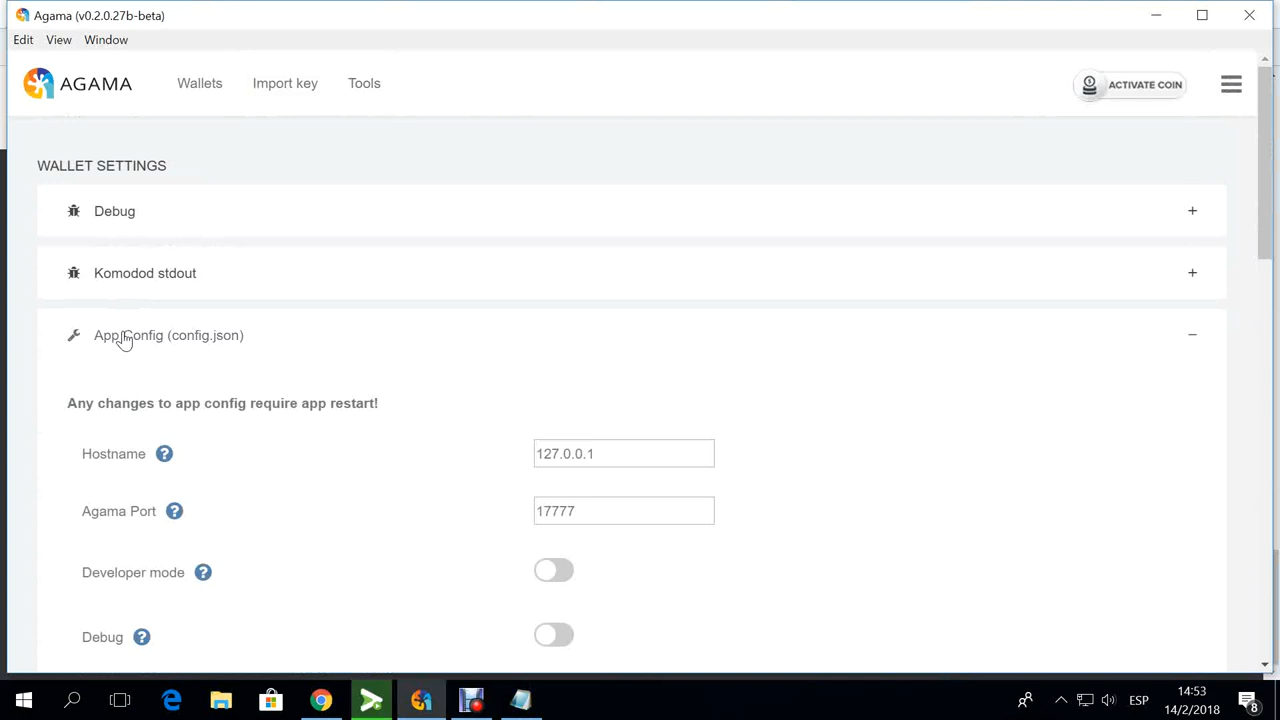 Agama (v0.2.0.27b-beta)
Edit View Window
AGAMA Wallets Import key Tools ACTIVATE COIN
WALLET SETTINGS
Debug +
Komodod stdout +
App Config (config.json) −
Any changes to app config require app restart!
Hostname ? 127.0.0.1
Agama Port ? 17777
Developer mode ?
Debug ?
ESP
14:53
14/2/2018
8